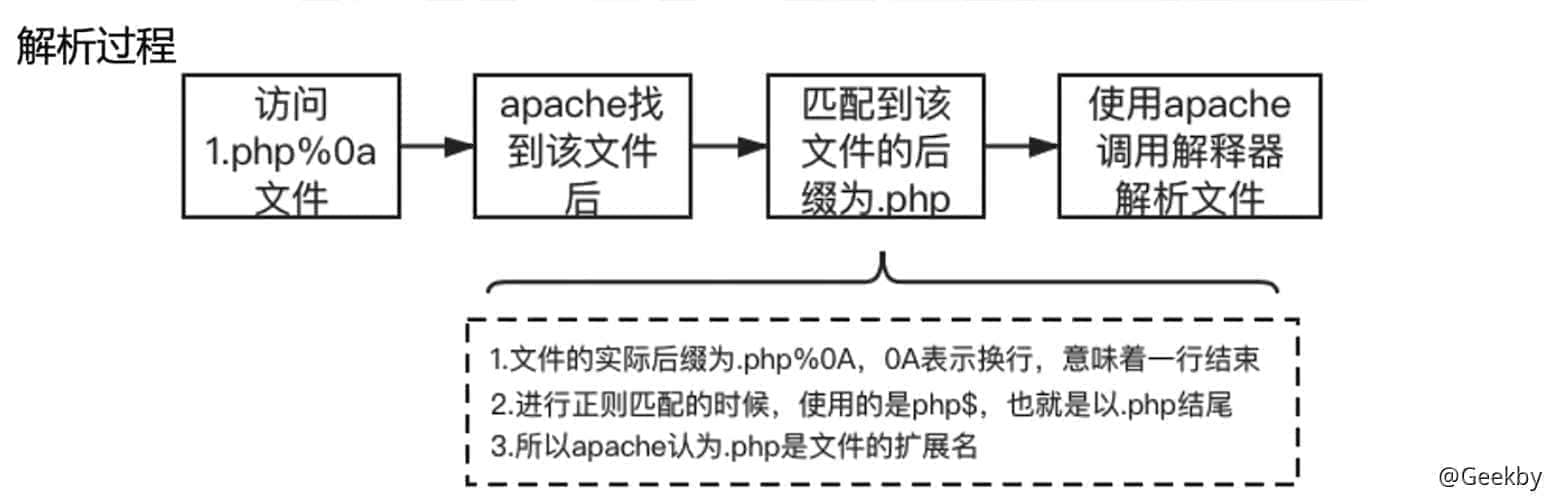 解析过程
访问
1.php%0a
文件
apache找
到该文件
后
匹配到该
文件的后
缀为.php
使用apache
调用解释器
解析文件
1.文件的实际后缀为.php%0A，0A表示换行，意味着一行结束
2.进行正则匹配的时候，使用的是php$，也就是以.php结尾
3.所以apache认为.php是文件的扩展名
@Geekby